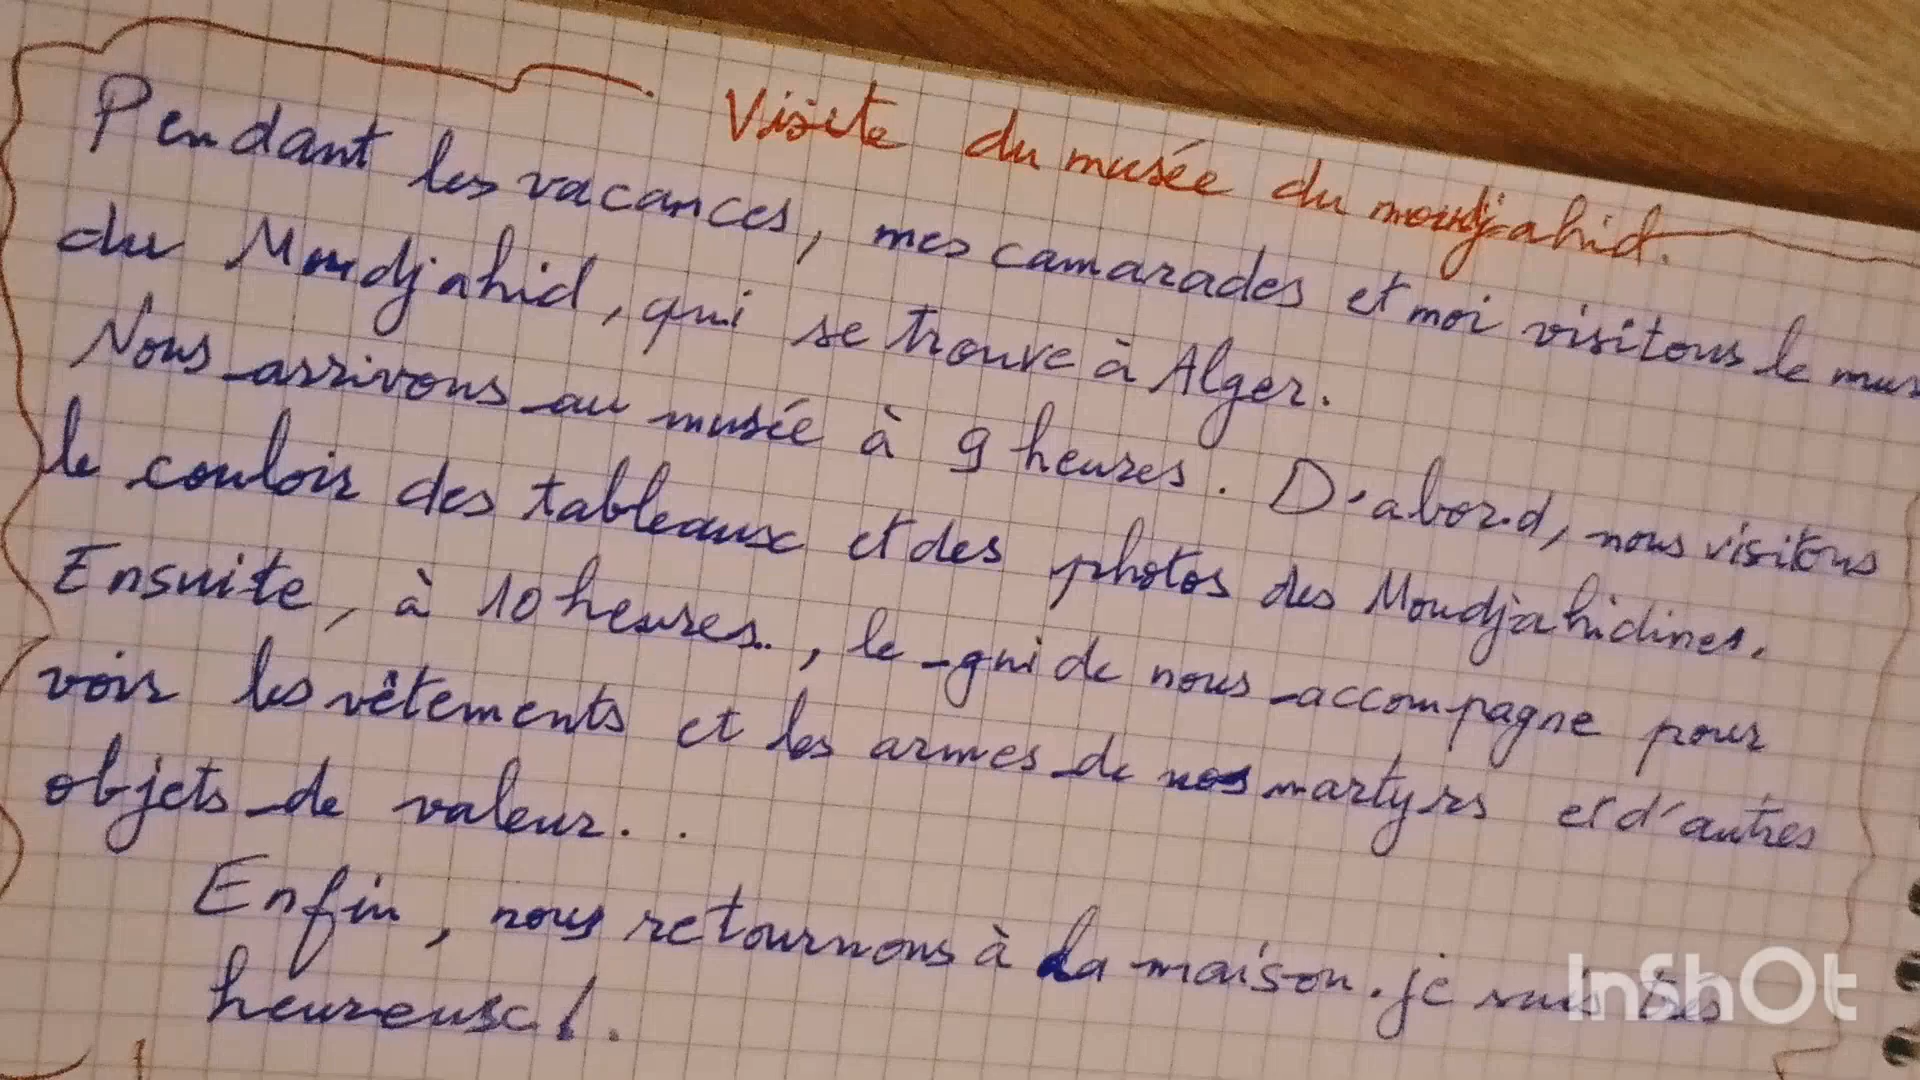 Visite du musée du moudjahid.
Pendant les vacances, mes camarades et moi visitons le mus
du Moudjahid, qui se trouve à Alger.
Nous arrivons au musée à 9 heures. D'abord, nous visitons
le couloir des tableaux et des photos des Moudjahidines.
Ensuite, à 10 heures.., le guide nous accompagne pour
voir les vêtements et les armes de nos martyrs et d'autres
objets de valeur..
Enfin, nous retournons à la maison. je suis très
heureuse!.
InShOt